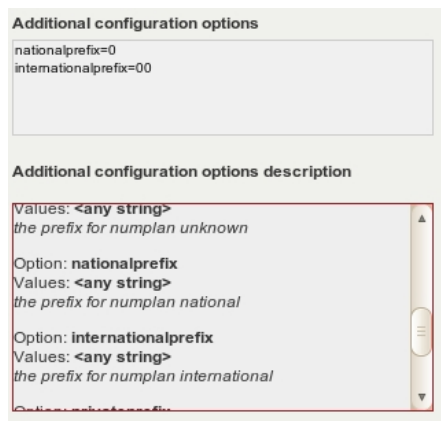 Additional configuration options
nationalprefix=0
internationalprefix=00
Additional configuration options description
Values: <any string>
the prefix for numplan unknown
Option: nationalprefix
Values: <any string>
the prefix for numplan national
Option: internationalprefix
Values: <any string>
the prefix for numplan international
Option: privateprefix